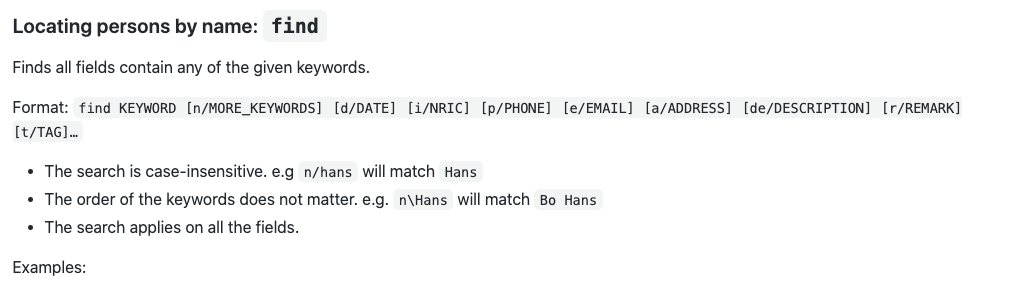 Locating persons by name: find
Finds all fields contain any of the given keywords.
Format: find KEYWORD [n/MORE_KEYWORDS] [d/DATE] [i/NRIC] [p/PHONE] [e/EMAIL] [a/ADDRESS] [de/DESCRIPTION] [r/REMARK]
[t/TAG]…
• The search is case-insensitive. e.g n/hans will match Hans
• The order of the keywords does not matter. e.g. n\Hans will match Bo Hans
• The search applies on all the fields.
Examples: